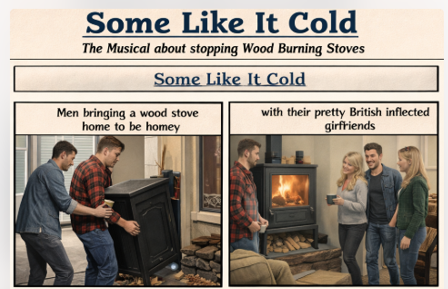 Some Like It Cold
The Musical about stopping Wood Burning Stoves
Some Like It Cold
Men bringing a wood stove
home to be homey
with their pretty British inflected
girlfriends